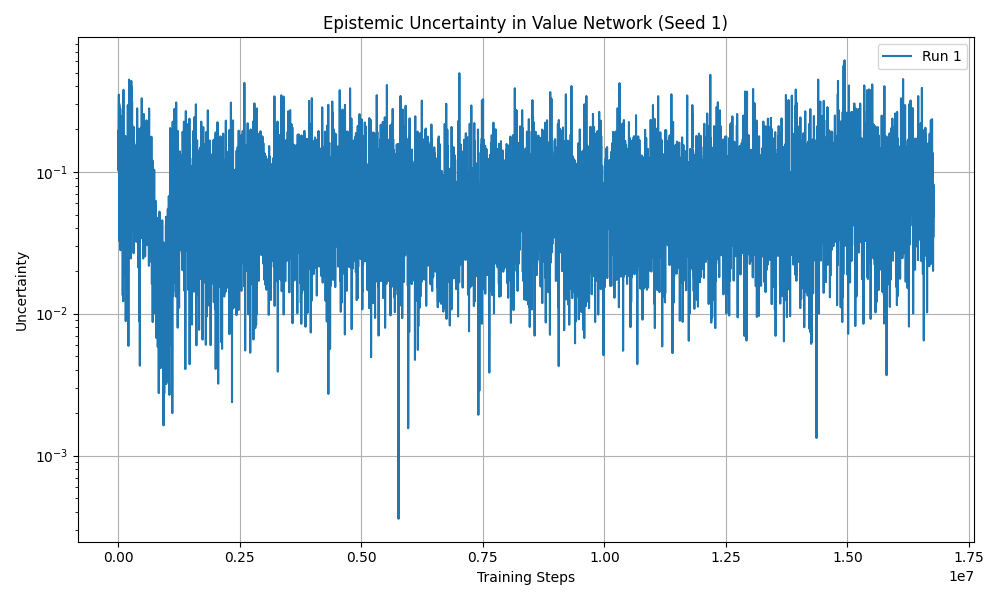 Epistemic Uncertainty in Value Network (Seed 1)
Run 1
Uncertainty
10⁻¹
10⁻²
10⁻³
0.00 0.25 0.50 0.75 1.00 1.25 1.50 1.75
1e7
Training Steps